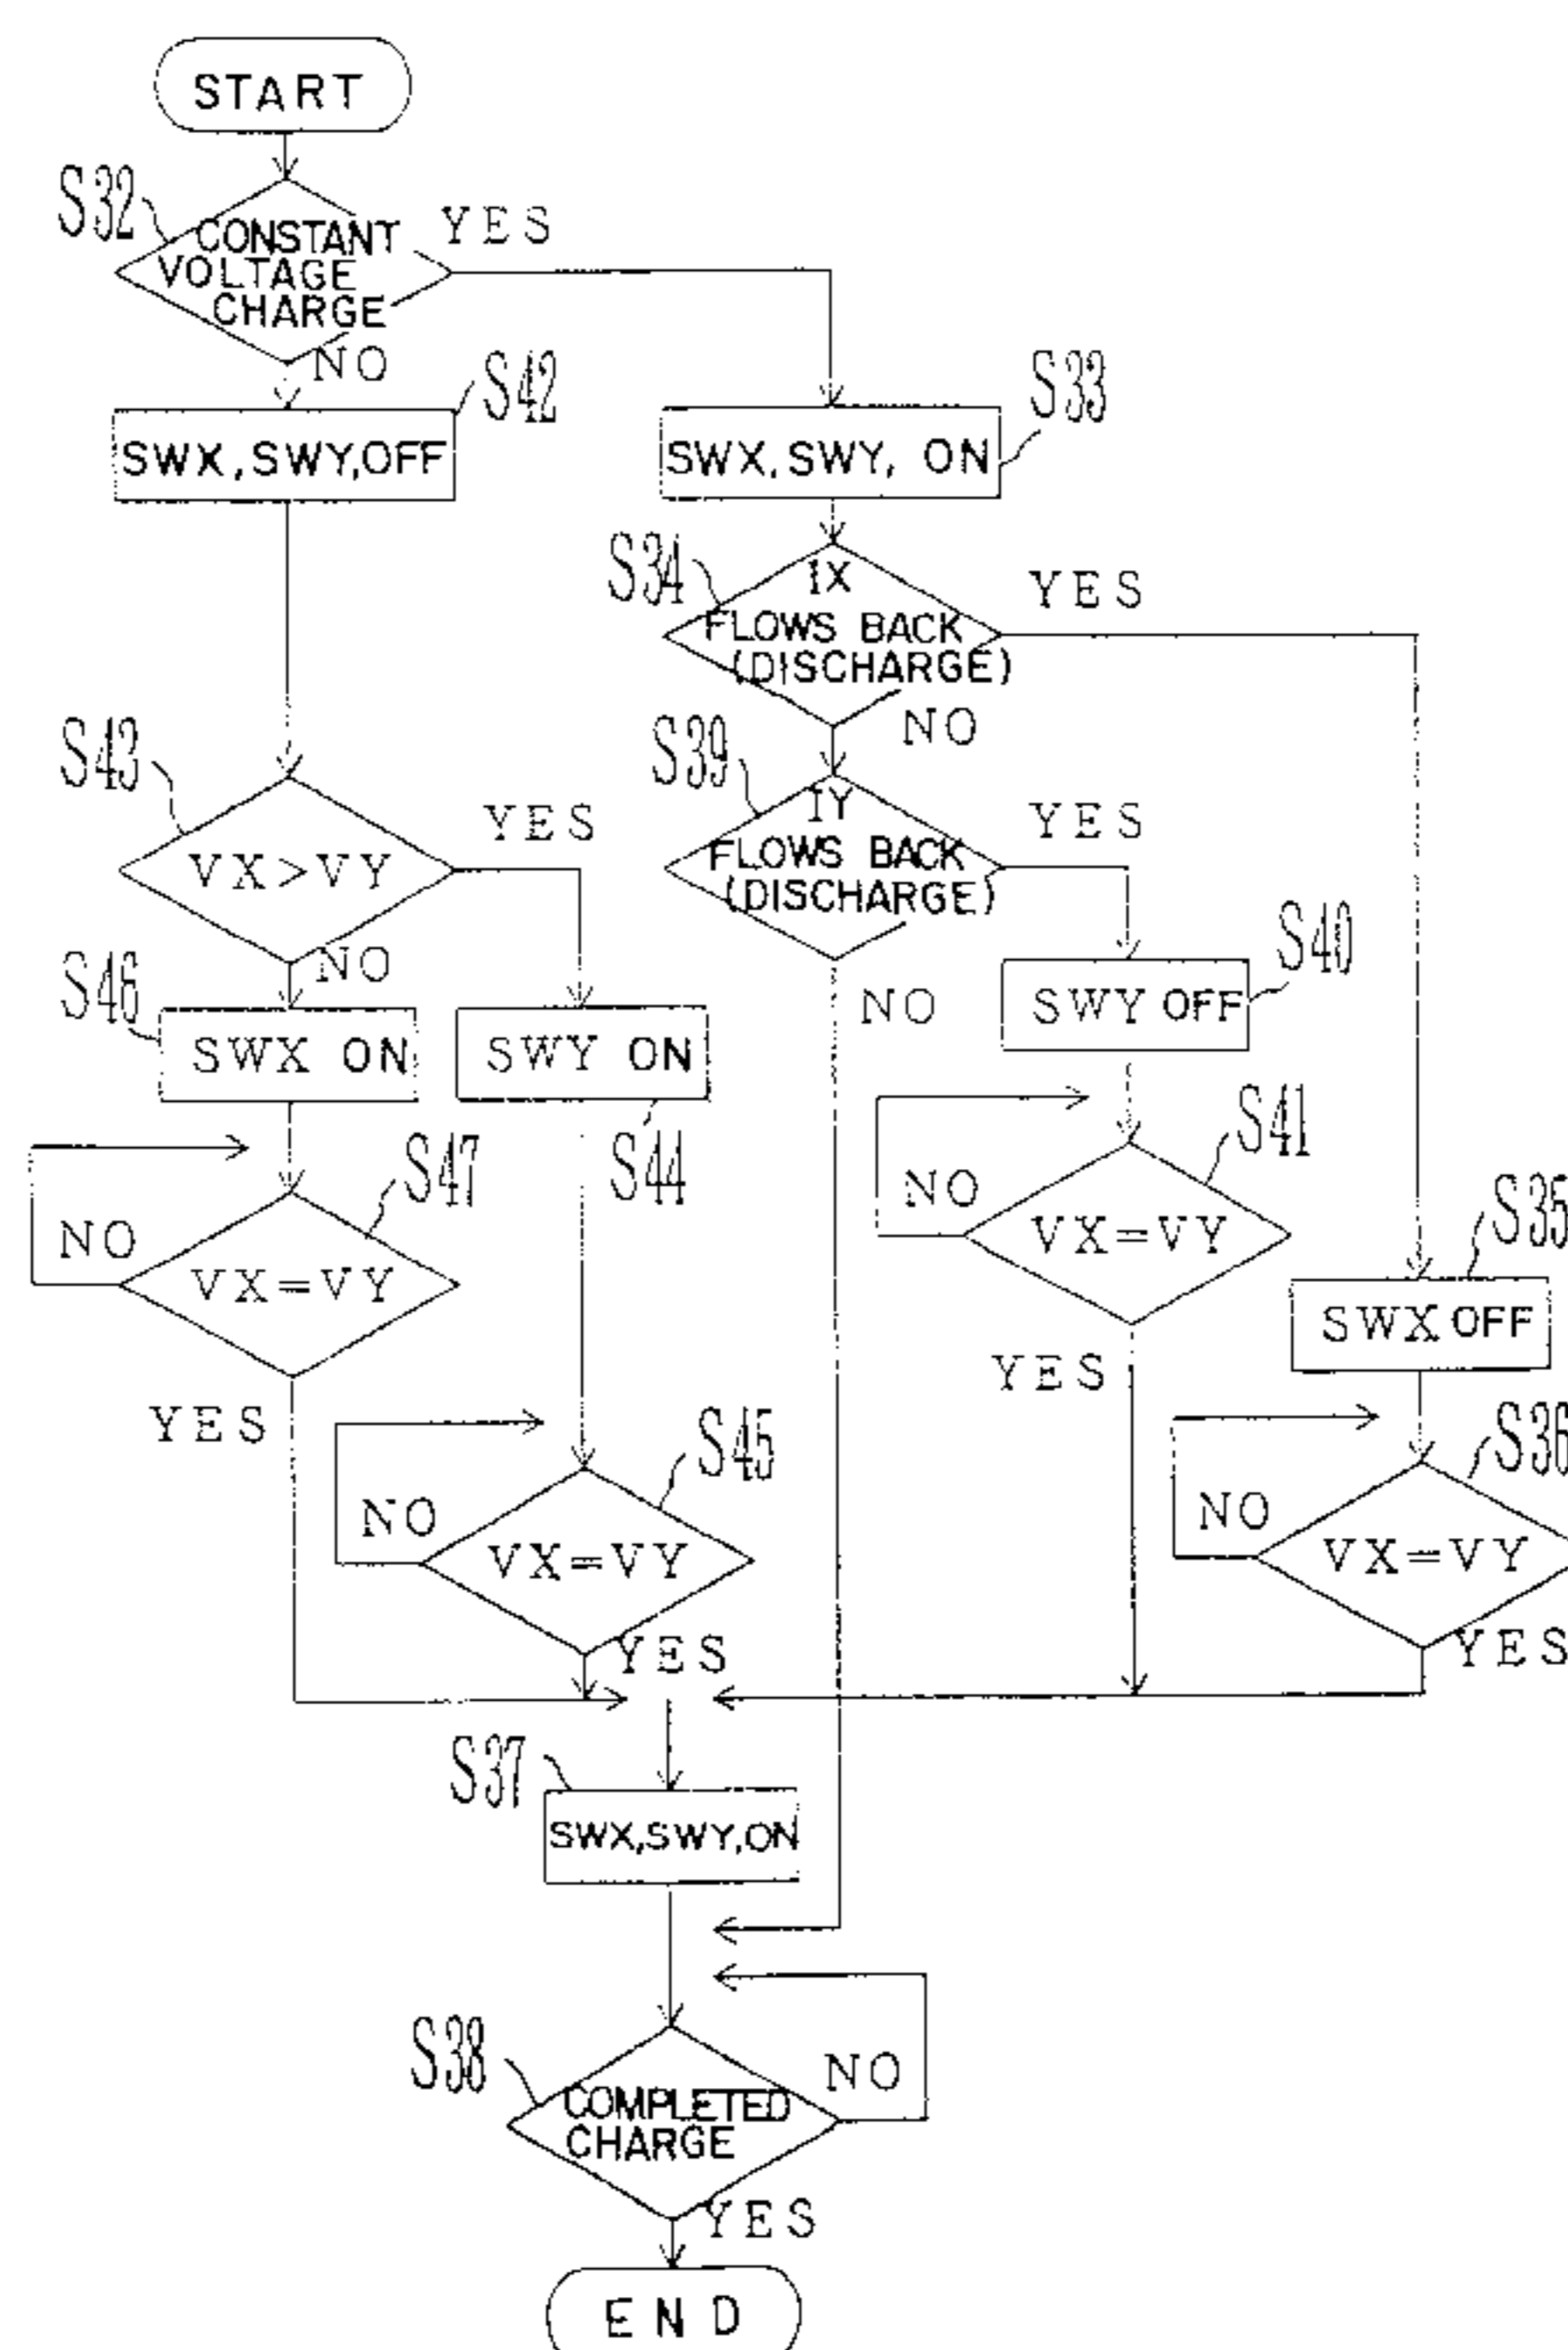 START
S32
CONSTANT
VOLTAGE
CHARGE
YES
NO
S42
SWX, SWY, OFF
S33
SWX, SWY, ON
S34
IX
FLOWS BACK
(DISCHARGE)
YES
NO
S43
VX>VY
YES
NO
S39
IY
FLOWS BACK
(DISCHARGE)
YES
NO
S40
SWY OFF
S46
SWX ON
SWY ON
S44
S47
NO
VX=VY
YES
S41
NO
VX=VY
YES
S35
SWX OFF
S45
NO
VX=VY
YES
S36
NO
VX=VY
YES
S37
SWX, SWY, ON
S38
COMPLETED
CHARGE
NO
YES
END